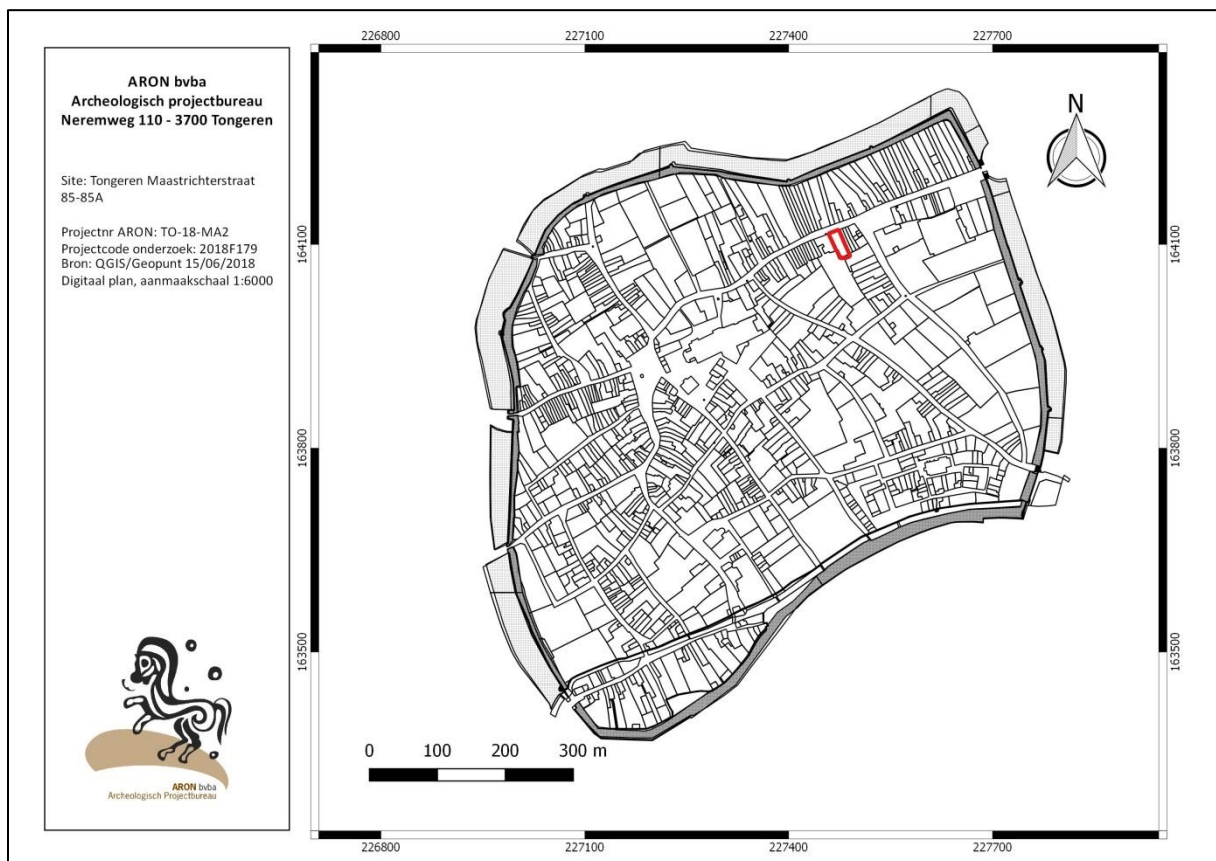 ARON bvba
Archeologisch projectbureau
Neremweg 110 - 3700 Tongeren
Site: Tongeren Maastrichterstraat
85-85A
Projectnr ARON: TO-18-MA2
Projectcode onderzoek: 2018F179
Bron: QGIS/Geopunt 15/06/2018
Digitaal plan, aanmaakschaal 1:6000
ARON bvba
Archeologisch Projectbureau
226800 227100 227400 227700
N
164100 164100
163800 163800
163500 163500
0 100 200 300 m
226800 227100 227400 227700